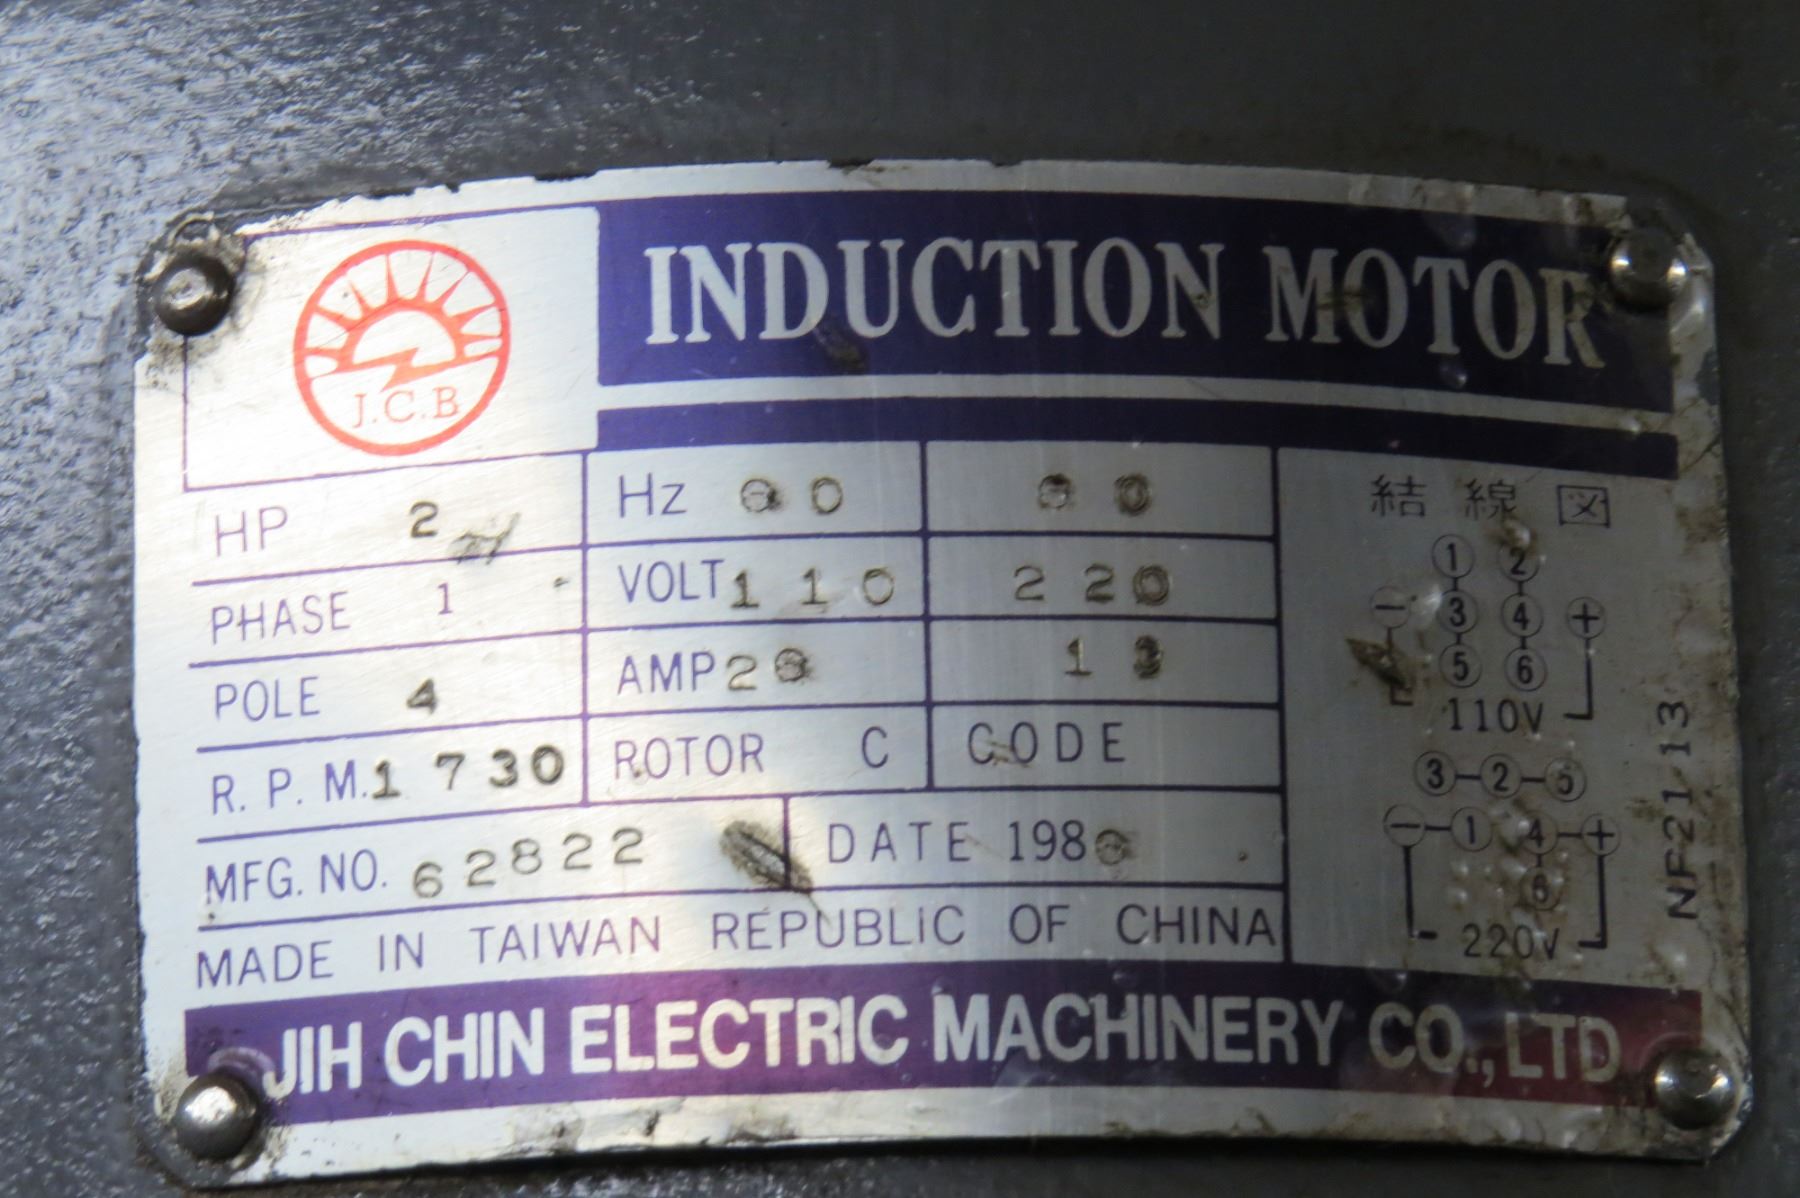 INDUCTION MOTOR
J.C.B
HP 2
PHASE 1
POLE 4
R.P.M. 1730
MFG. NO. 62822
Hz 60 60
VOLT 110 220
AMP 26 13
ROTOR C CODE
DATE 198
MADE IN TAIWAN REPUBLIC OF CHINA
結線図
1 2
- 3 4 +
5 6
110V
3-2-5
- 1 4 +
6
- 220V
NF21-13
JIH CHIN ELECTRIC MACHINERY CO., LTD